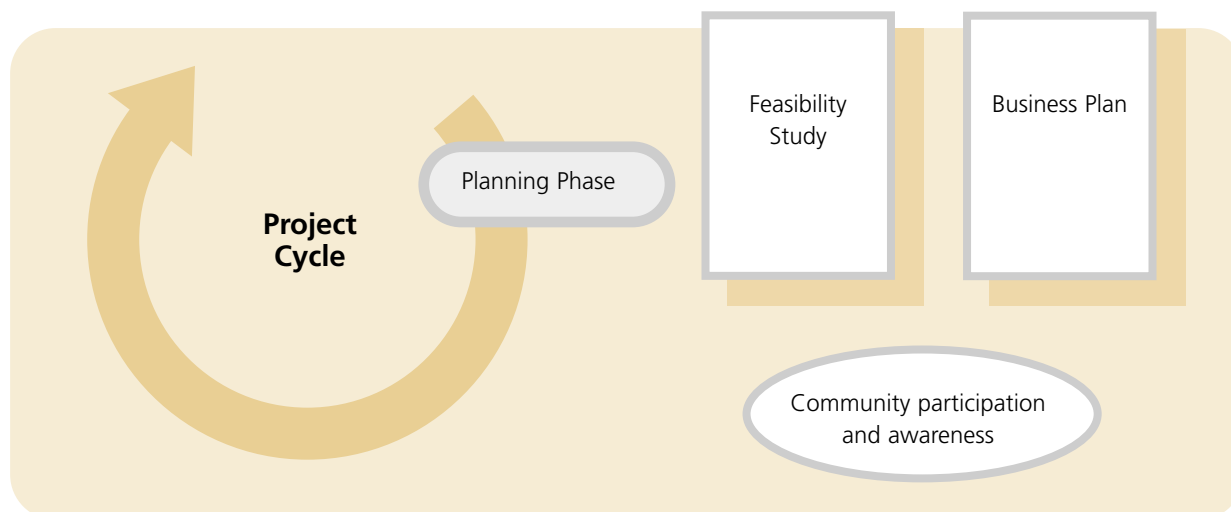 Project
Cycle
Planning Phase
Feasibility
Study
Business Plan
Community participation
and awareness